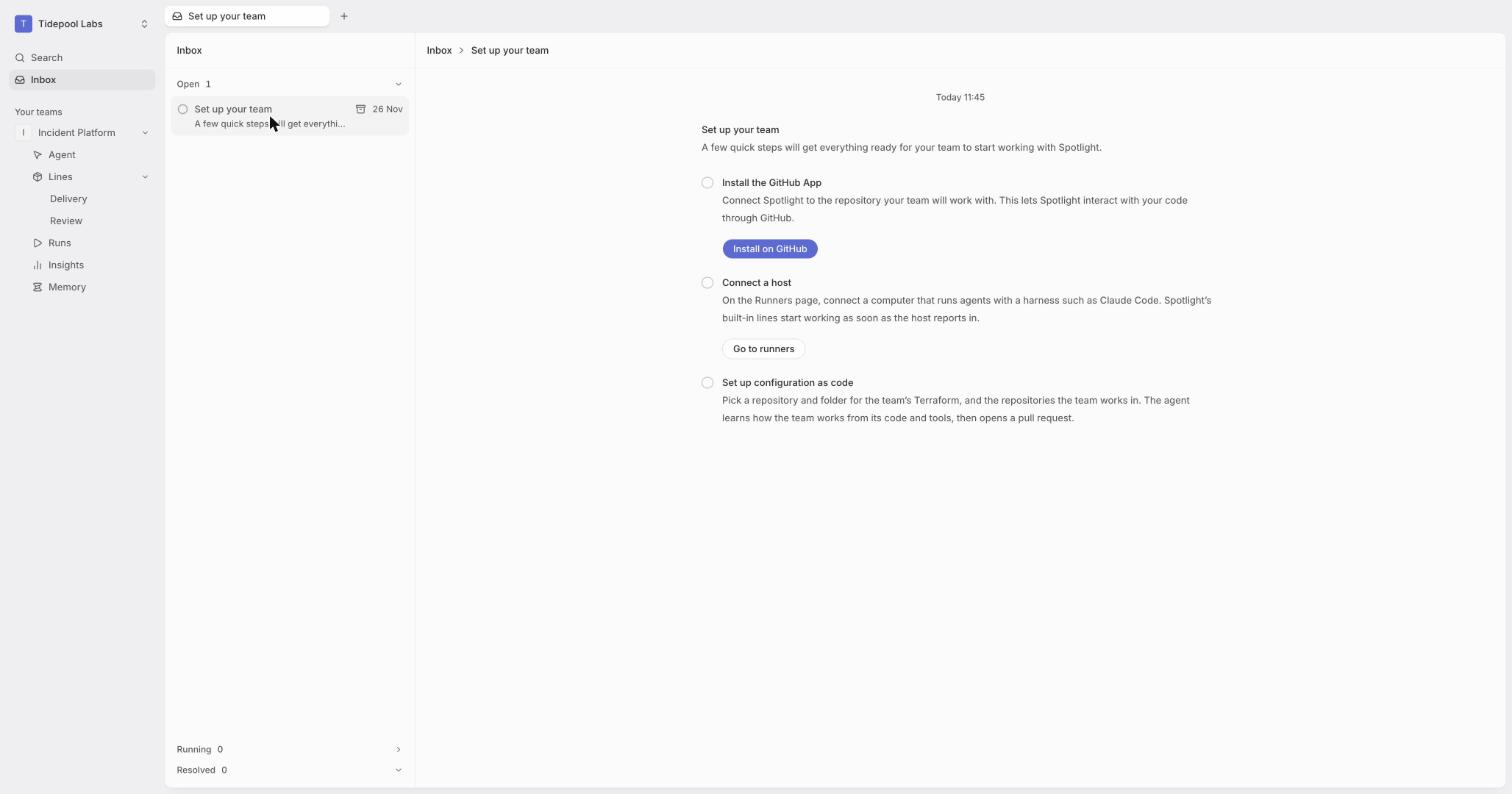 T Tidepool Labs
Search
Inbox
Your teams
I Incident Platform
Agent
Lines
Delivery
Review
Runs
Insights
Memory
Set up your team
Inbox
Open 1
Set up your team 26 Nov
A few quick steps will get everythi...
Running 0
Resolved 0
Inbox > Set up your team
Today 11:45
Set up your team
A few quick steps will get everything ready for your team to start working with Spotlight.
Install the GitHub App
Connect Spotlight to the repository your team will work with. This lets Spotlight interact with your code
through GitHub.
Install on GitHub
Connect a host
On the Runners page, connect a computer that runs agents with a harness such as Claude Code. Spotlight’s
built-in lines start working as soon as the host reports in.
Go to runners
Set up configuration as code
Pick a repository and folder for the team’s Terraform, and the repositories the team works in. The agent
learns how the team works from its code and tools, then opens a pull request.